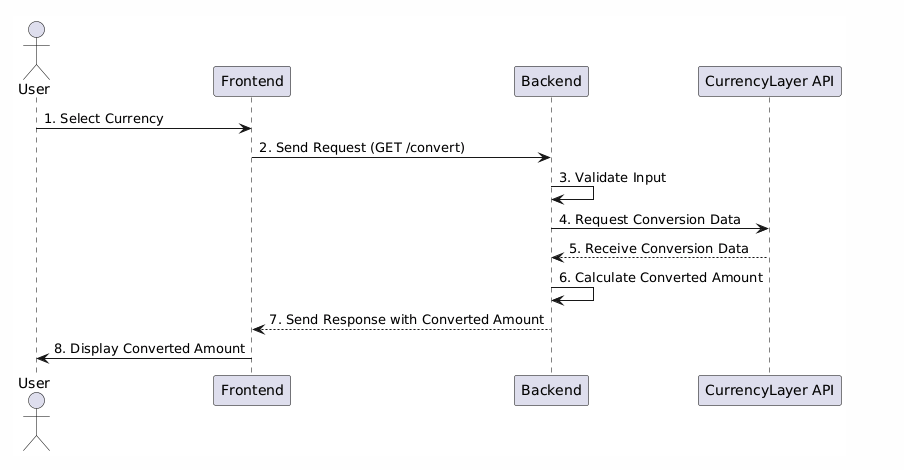 User
Frontend
Backend
CurrencyLayer API
1. Select Currency
2. Send Request (GET /convert)
3. Validate Input
4. Request Conversion Data
5. Receive Conversion Data
6. Calculate Converted Amount
7. Send Response with Converted Amount
8. Display Converted Amount
User
Frontend
Backend
CurrencyLayer API